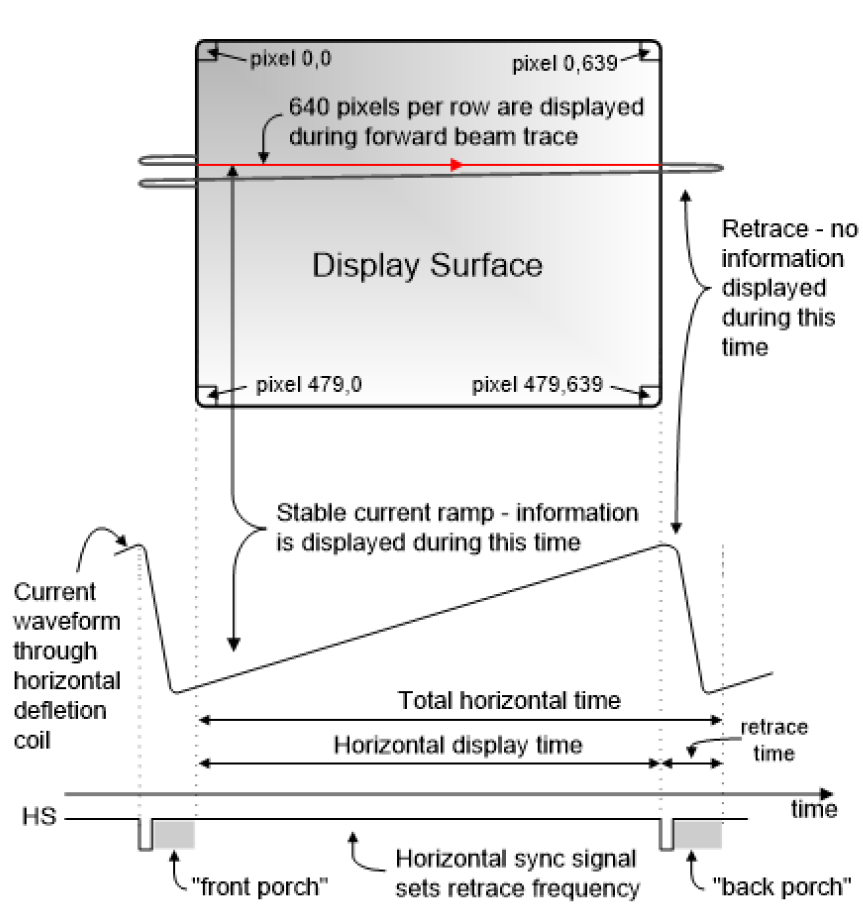 pixel 0,0
pixel 0,639
640 pixels per row are displayed
during forward beam trace
Retrace - no
information
displayed
during this
time
Display Surface
pixel 479,0
pixel 479,639
Stable current ramp - information
is displayed during this time
Current
waveform
through
horizontal
defletion
coil
Total horizontal time
retrace
time
Horizontal display time
time
HS
Horizontal sync signal
sets retrace frequency
"front porch"
"back porch"